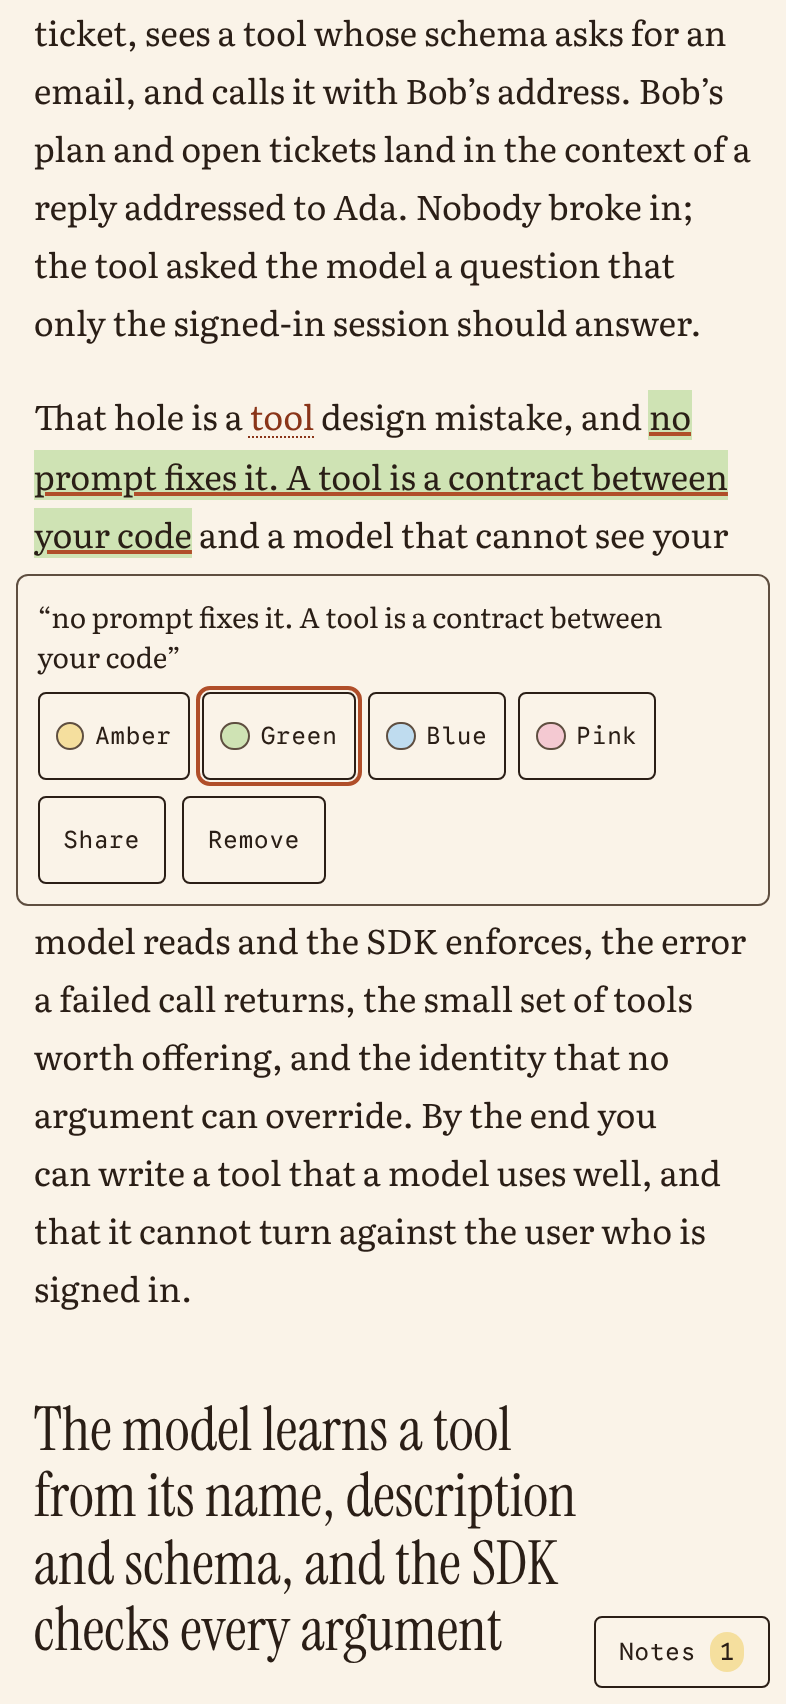 ticket, sees a tool whose schema asks for an
email, and calls it with Bob’s address. Bob’s
plan and open tickets land in the context of a
reply addressed to Ada. Nobody broke in;
the tool asked the model a question that
only the signed-in session should answer.
That hole is a tool design mistake, and no
prompt fixes it. A tool is a contract between
your code and a model that cannot see your
“no prompt fixes it. A tool is a contract between
your code”
Amber Green Blue Pink
Share Remove
model reads and the SDK enforces, the error
a failed call returns, the small set of tools
worth offering, and the identity that no
argument can override. By the end you
can write a tool that a model uses well, and
that it cannot turn against the user who is
signed in.
The model learns a tool
from its name, description
and schema, and the SDK
checks every argument
Notes 1